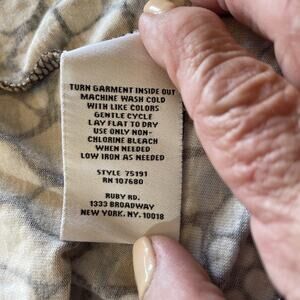 TURN GARMENT INSIDE OUT
MACHINE WASH COLD
WITH LIKE COLORS
GENTLE CYCLE
LAY FLAT TO DRY
USE ONLY NON-
CHLORINE BLEACH
WHEN NEEDED
LOW IRON AS NEEDED
STYLE 75191
RN 107680
RUBY RD.
1333 BROADWAY
NEW YORK, NY. 10018